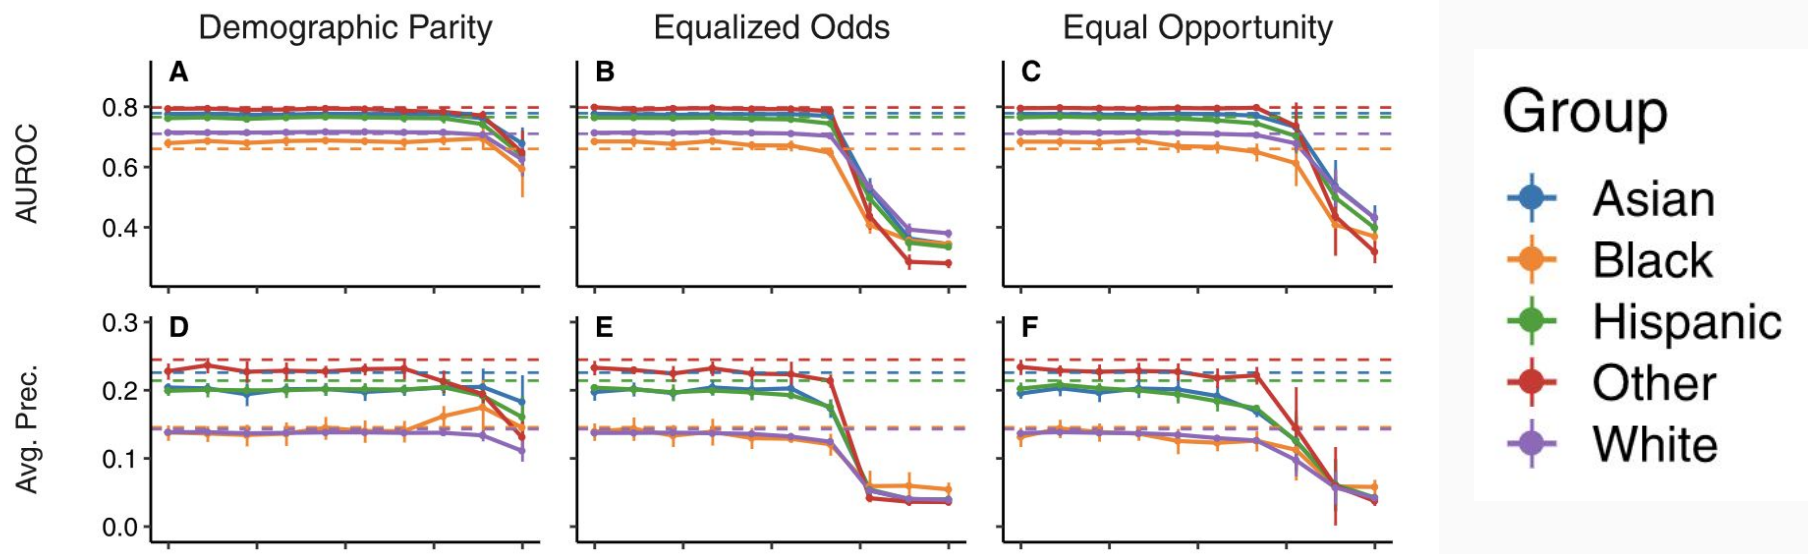 Demographic Parity
Equalized Odds
Equal Opportunity
A
B
C
AUROC
0.8
0.6
0.4
D
E
F
Avg. Prec.
0.3
0.2
0.1
0.0
Group
Asian
Black
Hispanic
Other
White